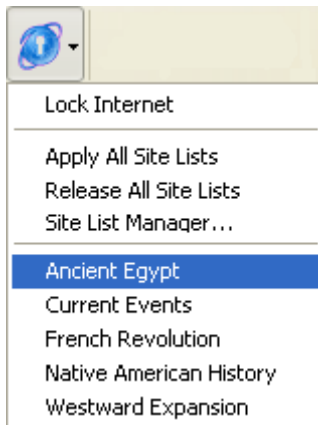 Lock Internet
Apply All Site Lists
Release All Site Lists
Site List Manager...
Ancient Egypt
Current Events
French Revolution
Native American History
Westward Expansion